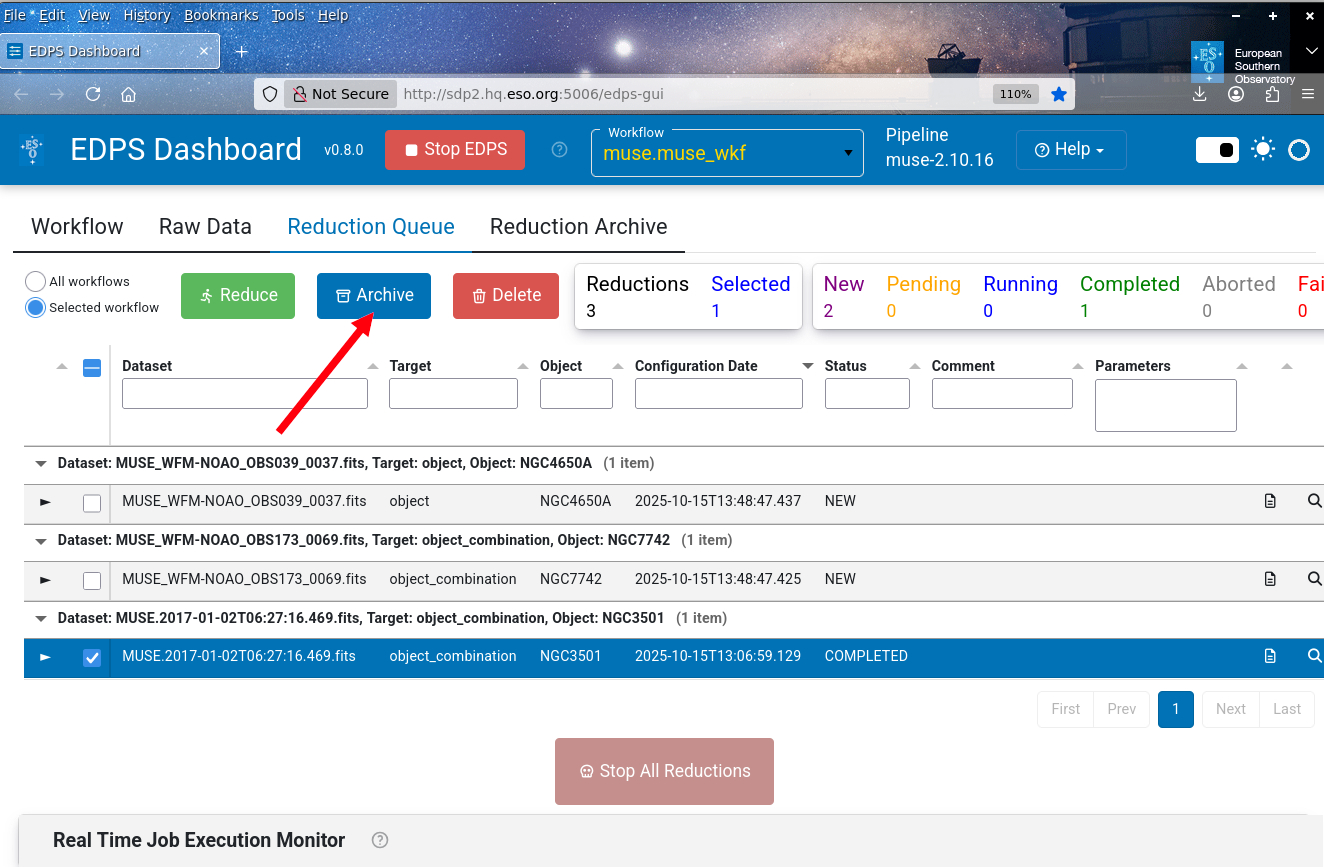 File Edit View History Bookmarks Tools Help
EDPS Dashboard
ESO
European
Southern
Observatory
Not Secure http://sdp2.hq.eso.org:5006/edps-gui 110%
ESO EDPS Dashboard v0.8.0 Stop EDPS Workflow muse.muse_wkf Pipeline muse-2.10.16 Help
Workflow Raw Data Reduction Queue Reduction Archive
All workflows
Selected workflow
Reduce Archive Delete
Reductions Selected New Pending Running Completed Aborted Fai
3 1 2 0 0 1 0 0
Dataset Target Object Configuration Date Status Comment Parameters
Dataset: MUSE_WFM-NOAO_OBS039_0037.fits, Target: object, Object: NGC4650A (1 item)
MUSE_WFM-NOAO_OBS039_0037.fits object NGC4650A 2025-10-15T13:48:47.437 NEW
Dataset: MUSE_WFM-NOAO_OBS173_0069.fits, Target: object_combination, Object: NGC7742 (1 item)
MUSE_WFM-NOAO_OBS173_0069.fits object_combination NGC7742 2025-10-15T13:48:47.425 NEW
Dataset: MUSE.2017-01-02T06:27:16.469.fits, Target: object_combination, Object: NGC3501 (1 item)
MUSE.2017-01-02T06:27:16.469.fits object_combination NGC3501 2025-10-15T13:06:59.129 COMPLETED
First Prev 1 Next Last
Stop All Reductions
Real Time Job Execution Monitor